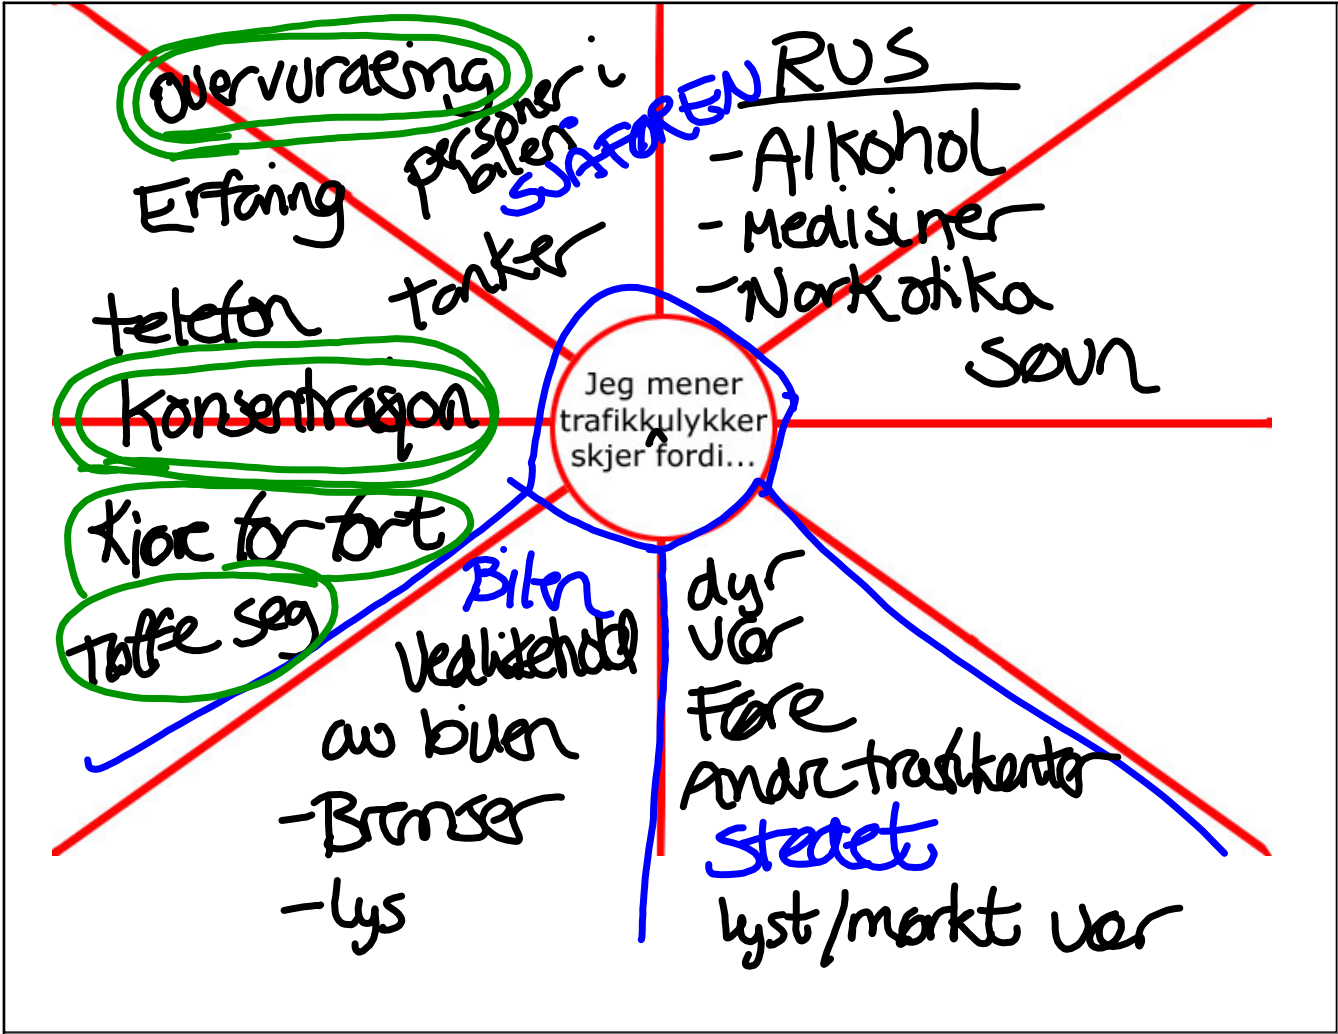 overvurdering
Erfaring
telefon
Konsentrasjon
Kjøre for fort
Tøffe seg
personer i
bilen
SJÅFØREN
tanker
RUS
- Alkohol
- Medisiner
- Narkotika
Søvn
Jeg mener
trafikkulykker
skjer fordi...
Bilen
Vedlikehold
av bilen
- Bremser
- Lys
dyr
Vær
Føre
Andre trafikanter
Stedet
lyst/mørkt vær